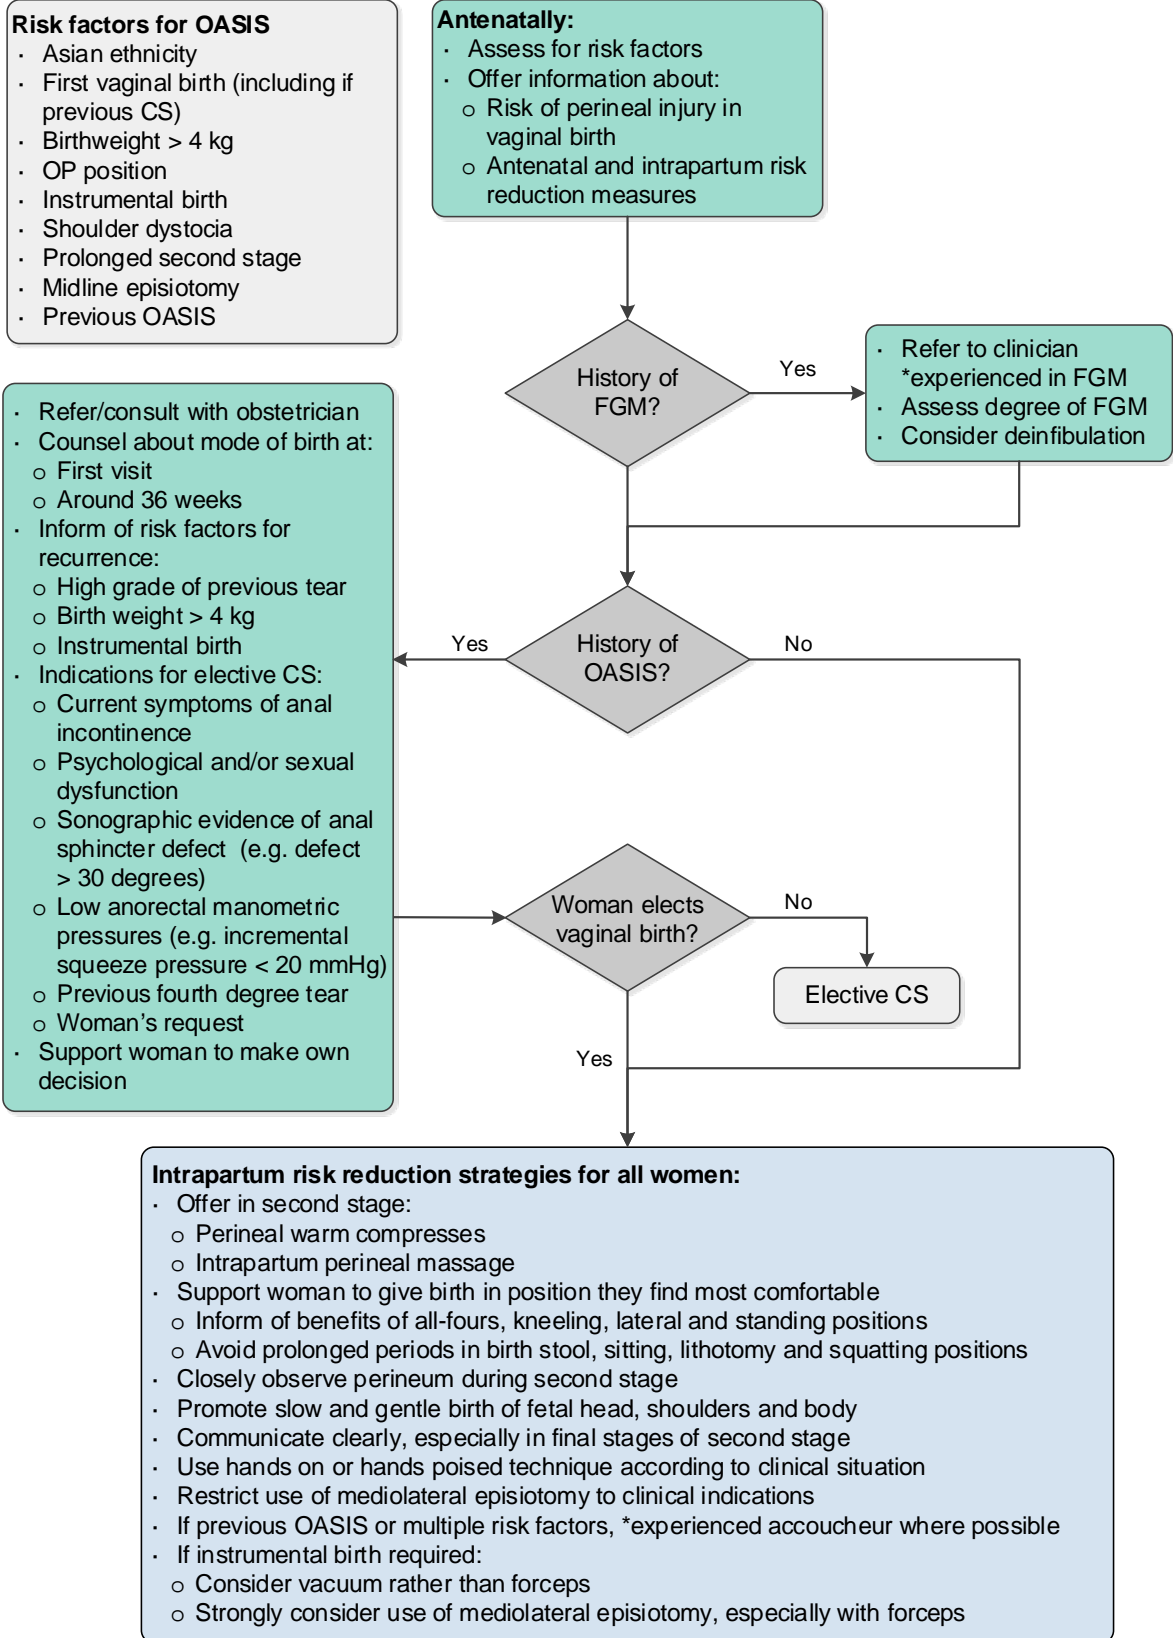 Risk factors for OASIS
· Asian ethnicity
· First vaginal birth (including if
previous CS)
· Birthweight > 4 kg
· OP position
· Instrumental birth
· Shoulder dystocia
· Prolonged second stage
· Midline episiotomy
· Previous OASIS
Antenatally:
· Assess for risk factors
· Offer information about:
o Risk of perineal injury in
vaginal birth
o Antenatal and intrapartum risk
reduction measures
History of
FGM?
Yes
· Refer to clinician
*experienced in FGM
· Assess degree of FGM
· Consider deinfibulation
History of
OASIS?
Yes
No
· Refer/consult with obstetrician
· Counsel about mode of birth at:
o First visit
o Around 36 weeks
· Inform of risk factors for
recurrence:
o High grade of previous tear
o Birth weight > 4 kg
o Instrumental birth
· Indications for elective CS:
o Current symptoms of anal
incontinence
o Psychological and/or sexual
dysfunction
o Sonographic evidence of anal
sphincter defect (e.g. defect
> 30 degrees)
o Low anorectal manometric
pressures (e.g. incremental
squeeze pressure < 20 mmHg)
o Previous fourth degree tear
o Woman's request
· Support woman to make own
decision
Woman elects
vaginal birth?
No
Elective CS
Yes
Intrapartum risk reduction strategies for all women:
· Offer in second stage:
o Perineal warm compresses
o Intrapartum perineal massage
· Support woman to give birth in position they find most comfortable
o Inform of benefits of all-fours, kneeling, lateral and standing positions
o Avoid prolonged periods in birth stool, sitting, lithotomy and squatting positions
· Closely observe perineum during second stage
· Promote slow and gentle birth of fetal head, shoulders and body
· Communicate clearly, especially in final stages of second stage
· Use hands on or hands poised technique according to clinical situation
· Restrict use of mediolateral episiotomy to clinical indications
· If previous OASIS or multiple risk factors, *experienced accoucheur where possible
· If instrumental birth required:
o Consider vacuum rather than forceps
o Strongly consider use of mediolateral episiotomy, especially with forceps